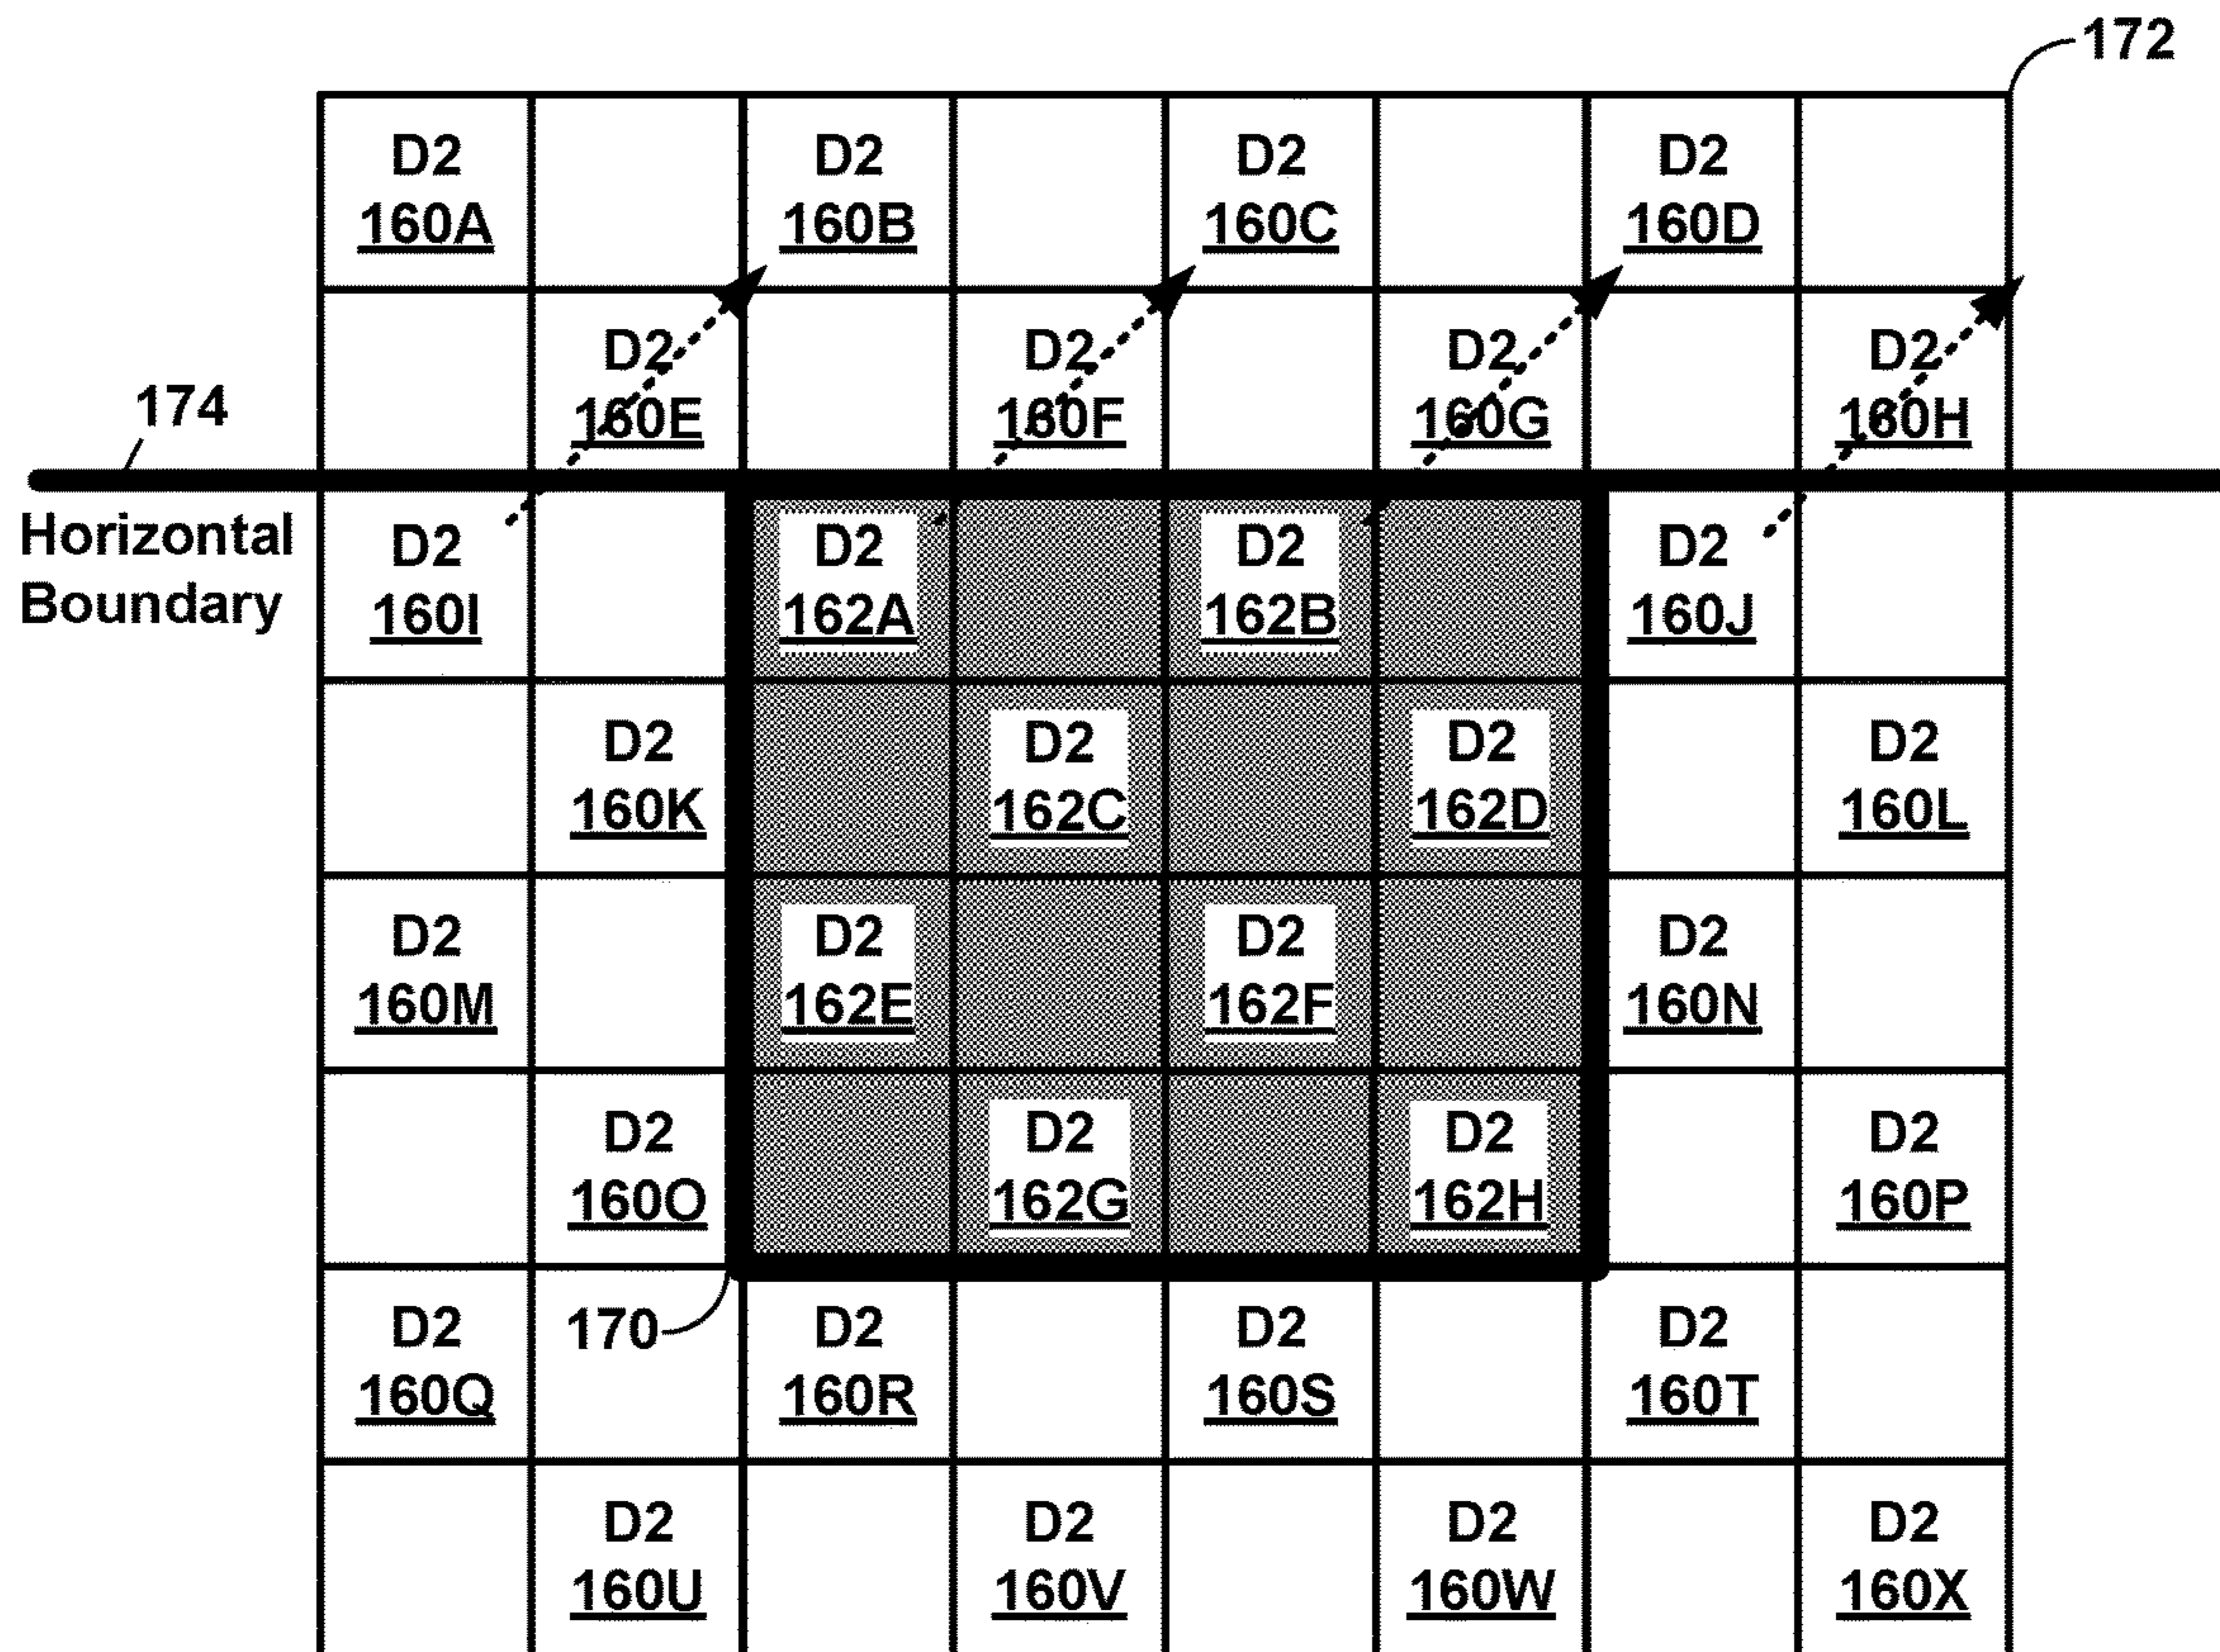 172
D2 D2 D2 D2
160A 160B 160C 160D
D2 D2 D2 D2
160E 160F 160G 160H
174
Horizontal
Boundary
D2 D2 D2 D2
160I 162A 162B 160J
D2 D2 D2 D2
160K 162C 162D 160L
D2 D2 D2 D2
160M 162E 162F 160N
D2 D2 D2 D2
160O 162G 162H 160P
170
D2 D2 D2 D2
160Q 160R 160S 160T
D2 D2 D2 D2
160U 160V 160W 160X